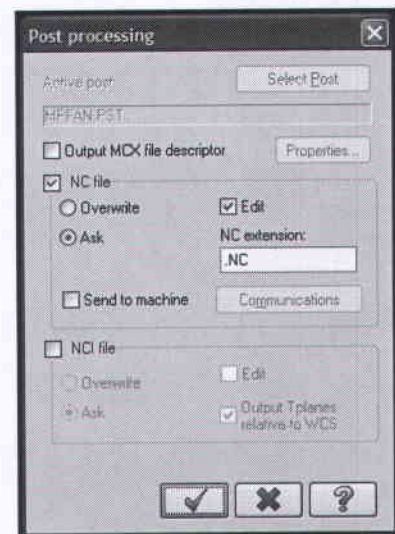 Post processing
Active post: Select Post
MPFAN.PST
Output MCX file descriptor Properties...
NC file
Overwrite Edit
Ask NC extension:
.NC
Send to machine Communications
NCI file
Overwrite Edit
Ask Output Tplanes
relative to WCS
?